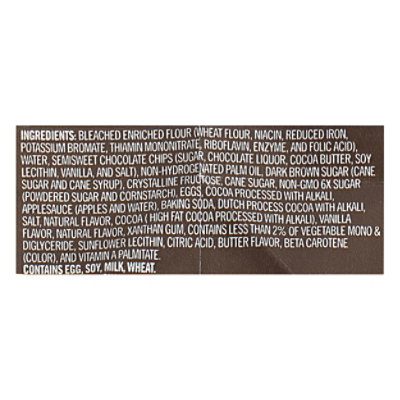 INGREDIENTS: BLEACHED ENRICHED FLOUR (WHEAT FLOUR, NIACIN, REDUCED IRON,
POTASSIUM BROMATE, THIAMIN MONONITRATE, RIBOFLAVIN, ENZYME, AND FOLIC ACID),
WATER, SEMISWEET CHOCOLATE CHIPS (SUGAR, CHOCOLATE LIQUOR, COCOA BUTTER, SOY
LECITHIN, VANILLA, AND SALT), NON-HYDROGENATED PALM OIL, DARK BROWN SUGAR (CANE
SUGAR AND CANE SYRUP), CRYSTALLINE FRUCTOSE, CANE SUGAR, NON-GMO 6X SUGAR
(POWDERED SUGAR AND CORNSTARCH), EGGS, COCOA PROCESSED WITH ALKALI,
APPLESAUCE (APPLES AND WATER), BAKING SODA, DUTCH PROCESS COCOA WITH ALKALI,
SALT, NATURAL FLAVOR, COCOA ( HIGH FAT COCOA PROCESSED WITH ALKALI), VANILLA
FLAVOR, NATURAL FLAVOR, XANTHAN GUM, CONTAINS LESS THAN 2% OF VEGETABLE MONO &
DIGLYCERIDE, SUNFLOWER LECITHIN, CITRIC ACID, BUTTER FLAVOR, BETA CAROTENE
(COLOR), AND VITAMIN A PALMITATE.
CONTAINS EGG, SOY, MILK, WHEAT.